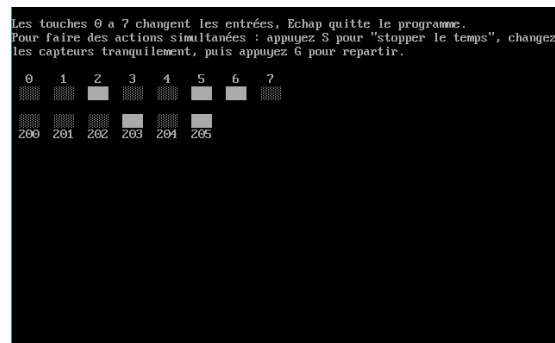 Les touches 0 a 7 changent les entrées, Echap quitte le programme.
Pour faire des actions simultanées : appuyez S pour "stopper le temps", changez
les capteurs tranquilement, puis appuyez G pour repartir.
0 1 2 3 4 5 6 7
200 201 202 203 204 205